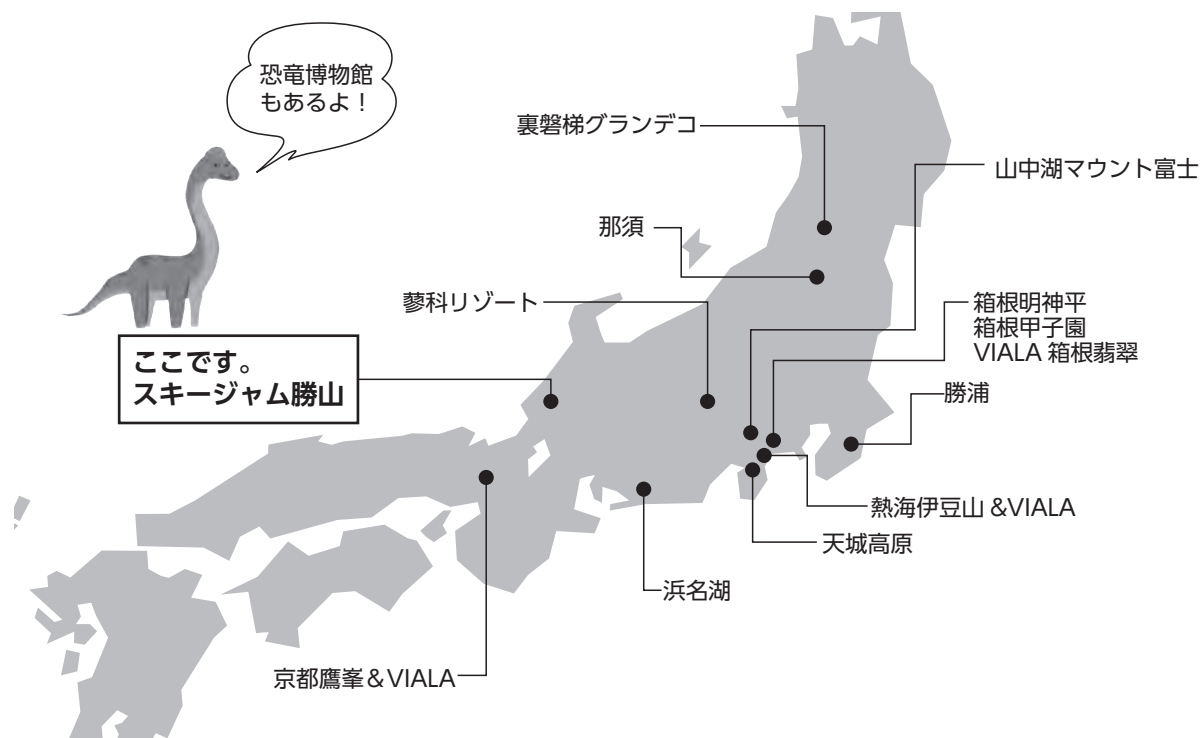 恐竜博物館
もあるよ！
裏磐梯グランデコ
山中湖マウント富士
那須
蓼科リゾート
箱根明神平
箱根甲子園
VIALA 箱根翡翠
ここです。
スキージャム勝山
勝浦
熱海伊豆山 &VIALA
天城高原
浜名湖
京都鷹峯＆VIALA